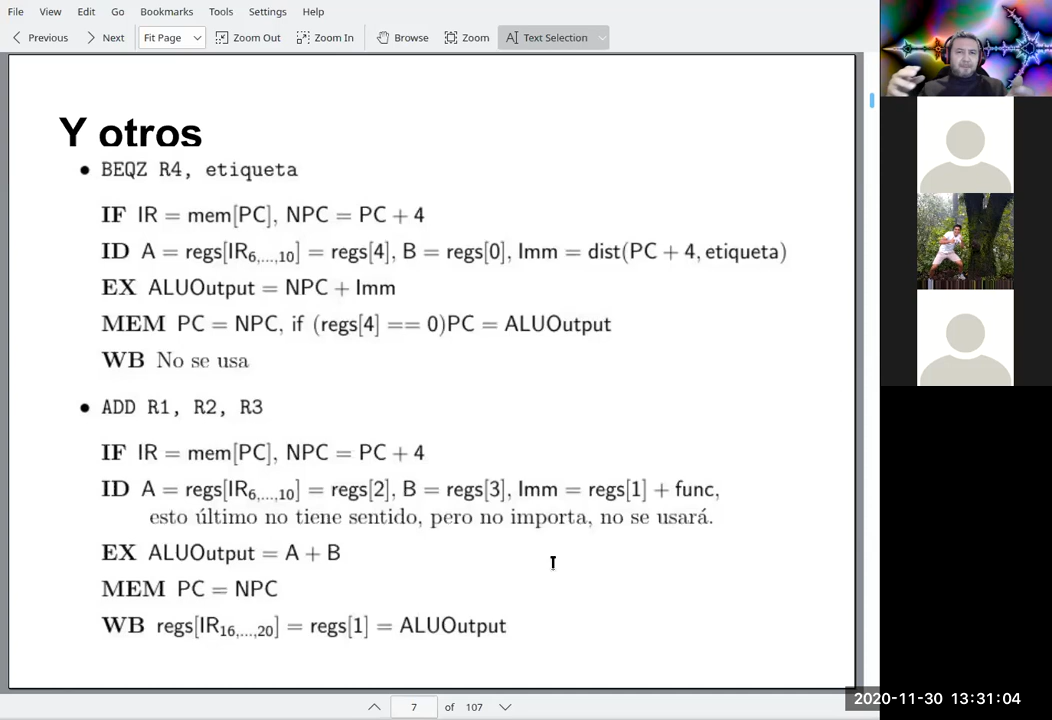 File View Edit Go Bookmarks Tools Settings Help
Previous Next Fit Page Zoom Out Zoom In Browse Zoom Text Selection
Y otros
• BEQZ R4, etiqueta
IF IR = mem[PC], NPC = PC + 4
ID A = regs[IR6,...,10] = regs[4], B = regs[0], Imm = dist(PC + 4, etiqueta)
EX ALUOutput = NPC + Imm
MEM PC = NPC, if (regs[4] == 0)PC = ALUOutput
WB No se usa
• ADD R1, R2, R3
IF IR = mem[PC], NPC = PC + 4
ID A = regs[IR6,...,10] = regs[2], B = regs[3], Imm = regs[1] + func,
esto último no tiene sentido, pero no importa, no se usará.
EX ALUOutput = A + B
MEM PC = NPC
WB regs[IR16,...,20] = regs[1] = ALUOutput
7 of 107
2020-11-30 13:31:04